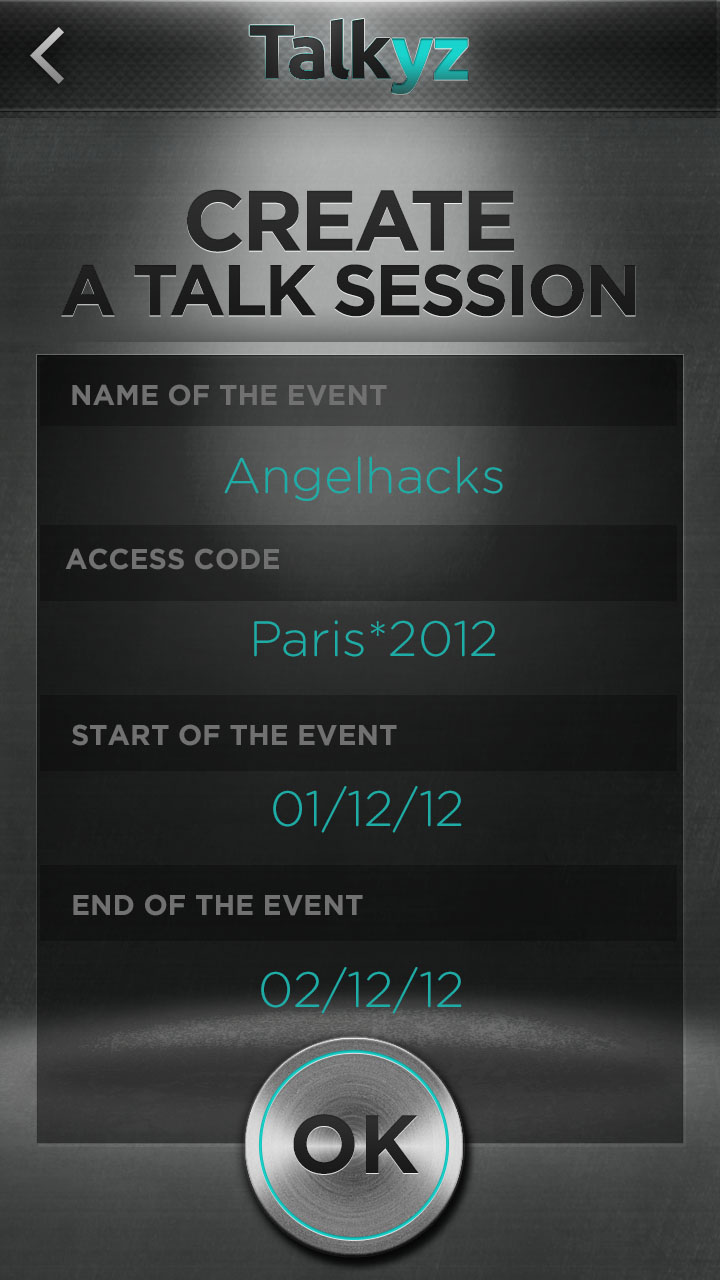 Talkyz
CREATE
A TALK SESSION
NAME OF THE EVENT
Angelhacks
ACCESS CODE
Paris*2012
START OF THE EVENT
01/12/12
END OF THE EVENT
02/12/12
OK